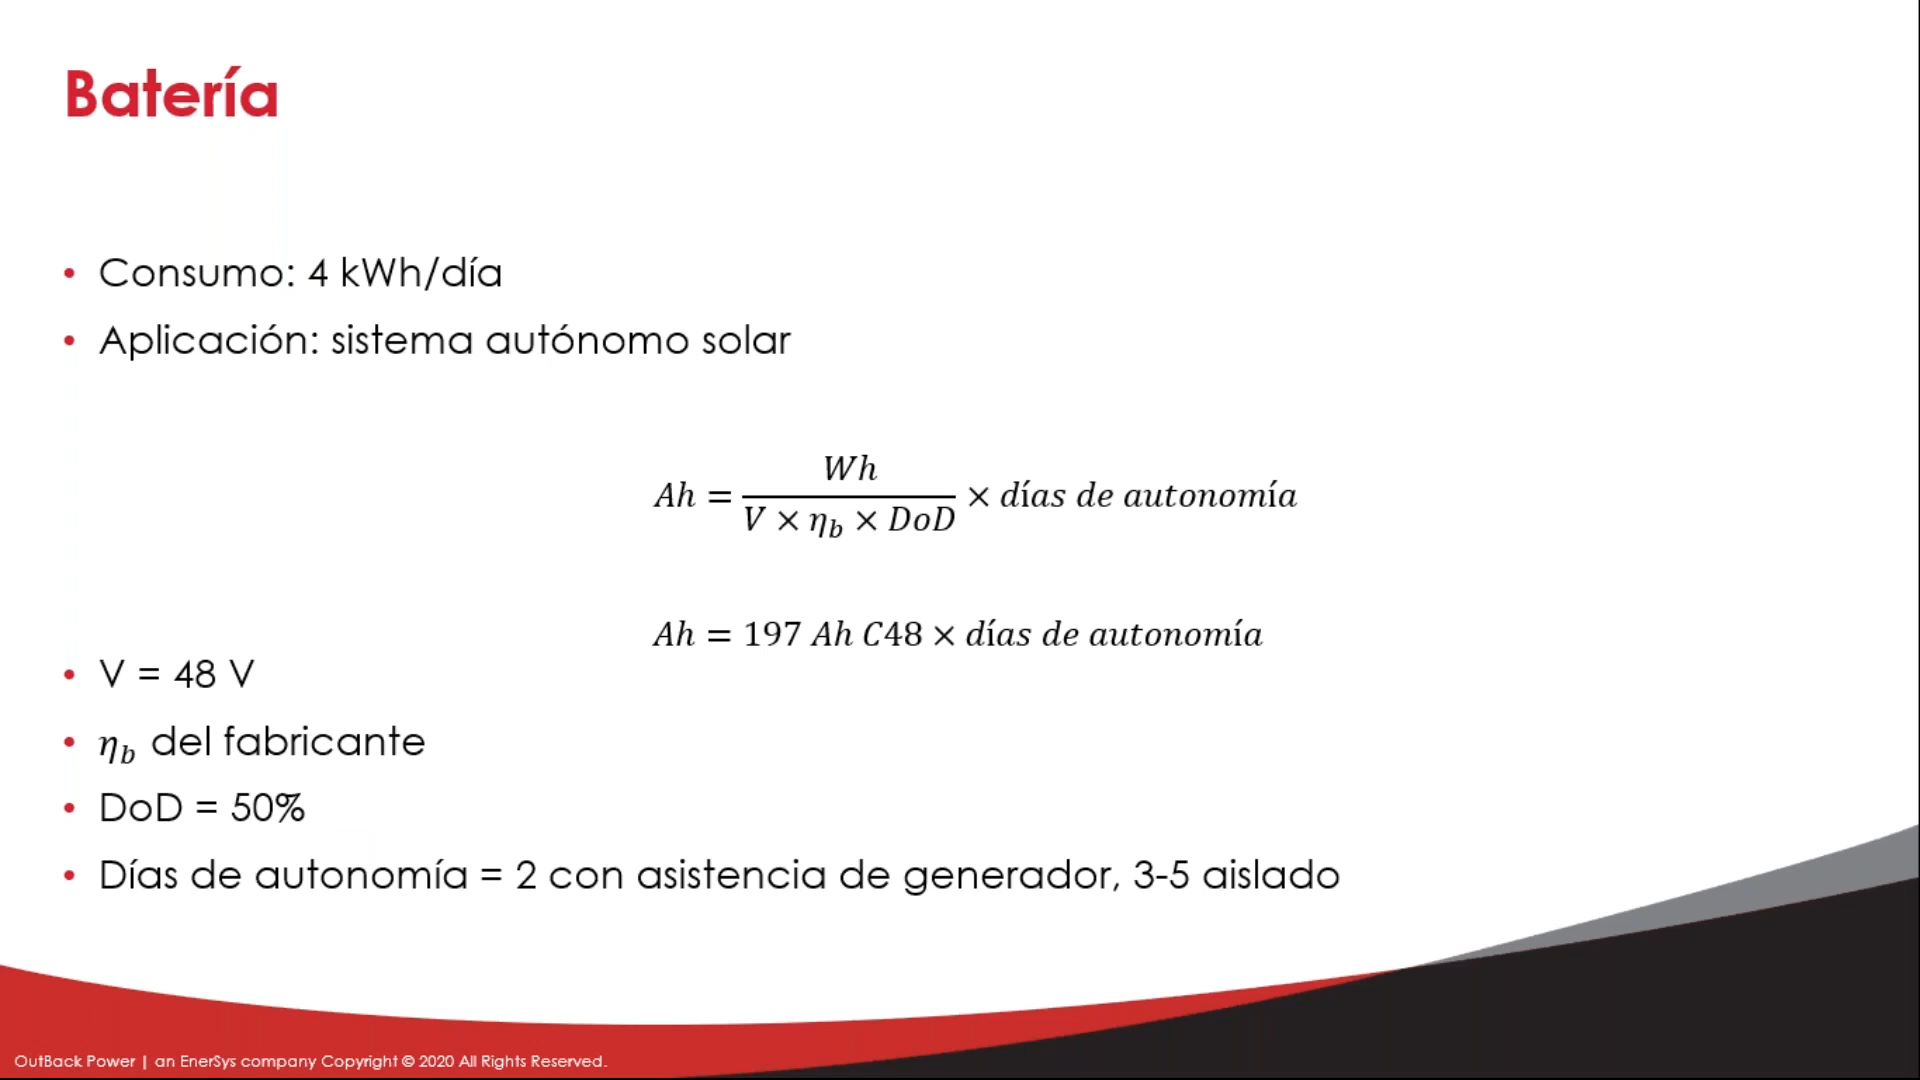 Batería
• Consumo: 4 kWh/día
• Aplicación: sistema autónomo solar
Ah = Wh / (V × η_b × DoD) × días de autonomía
Ah = 197 Ah C48 × días de autonomía
• V = 48 V
• η_b del fabricante
• DoD = 50%
• Días de autonomía = 2 con asistencia de generador, 3-5 aislado
OutBack Power | an EnerSys company Copyright © 2020 All Rights Reserved.